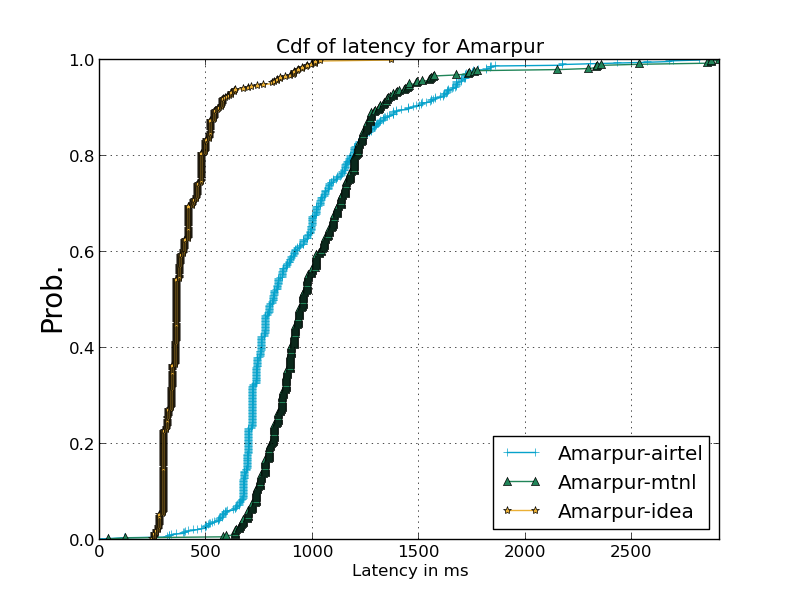 Cdf of latency for Amarpur
1.0
0.8
0.6
0.4
0.2
0.0
Prob.
0 500 1000 1500 2000 2500
Latency in ms
Amarpur-airtel
Amarpur-mtnl
Amarpur-idea